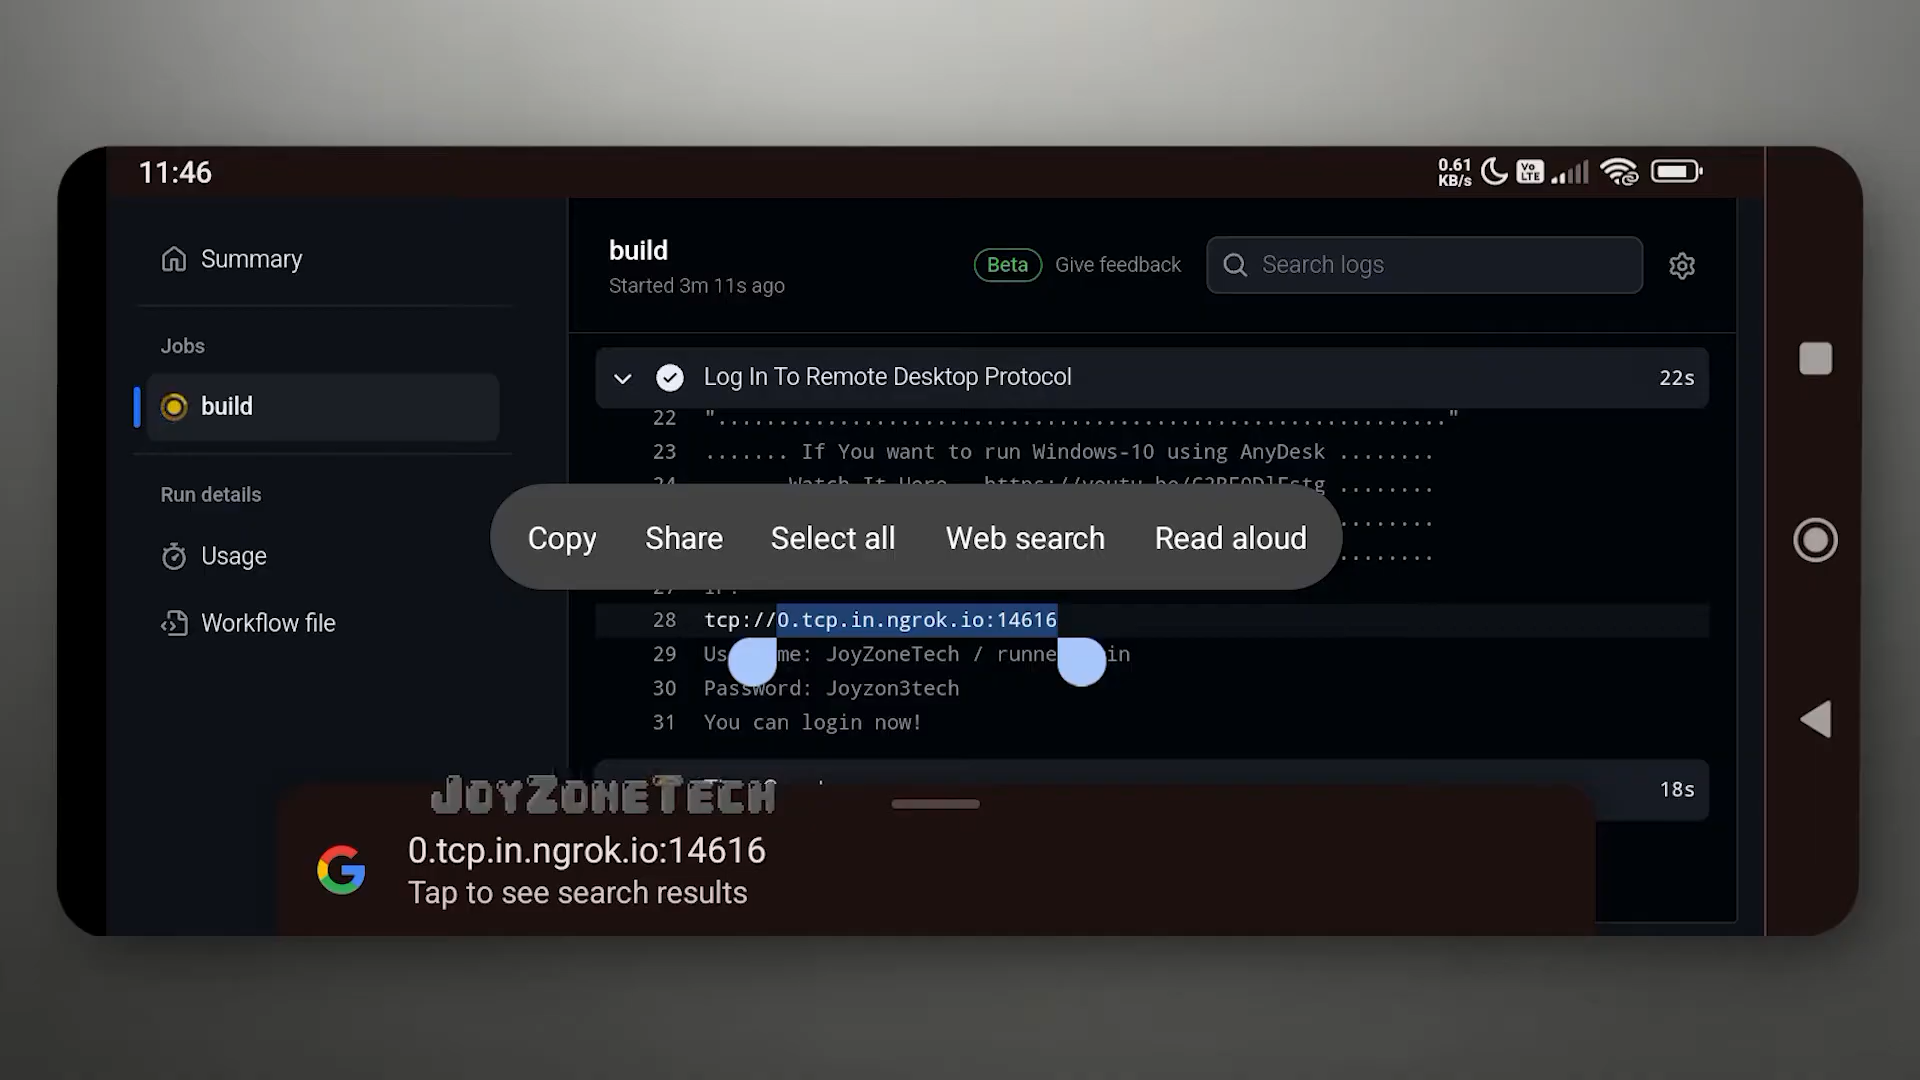 11:46
0.61
KB/s
Vo
LTE
Summary
Jobs
build
Run details
Usage
Workflow file
build
Started 3m 11s ago
Beta
Give feedback
Search logs
Log In To Remote Desktop Protocol
22s
22 "............................................................"
23 ....... If You want to run Windows-10 using AnyDesk ........
24
Copy
Share
Select all
Web search
Read aloud
28 tcp://0.tcp.in.ngrok.io:14616
29
JoyZoneTech /
30 Password: Joyzon3tech
31 You can login now!
18s
JoyZoneTech
0.tcp.in.ngrok.io:14616
Tap to see search results